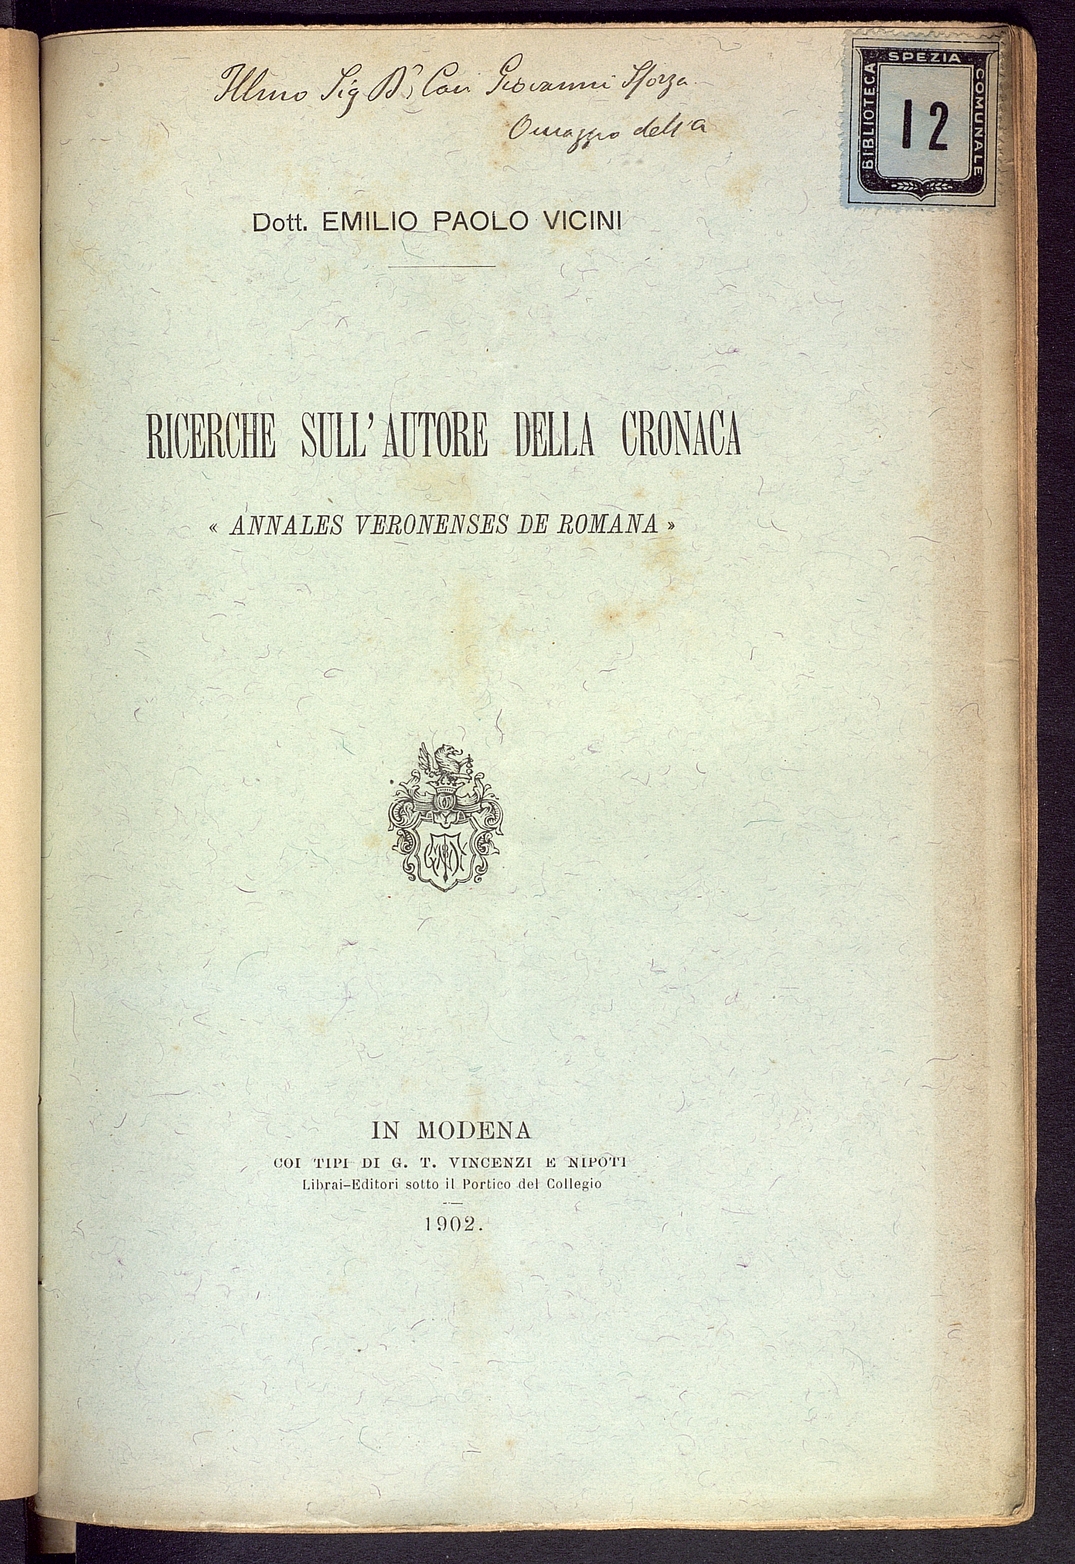 Illmo Sig Dr Cav Giovanni Sforza
Omaggio dell'a
BIBLIOTECA SPEZIA COMUNALE
12
Dott. EMILIO PAOLO VICINI
RICERCHE SULL'AUTORE DELLA CRONACA
« ANNALES VERONENSES DE ROMANA »
IN MODENA
COI TIPI DI G. T. VINCENZI E NIPOTI
Librai-Editori sotto il Portico del Collegio
1902.